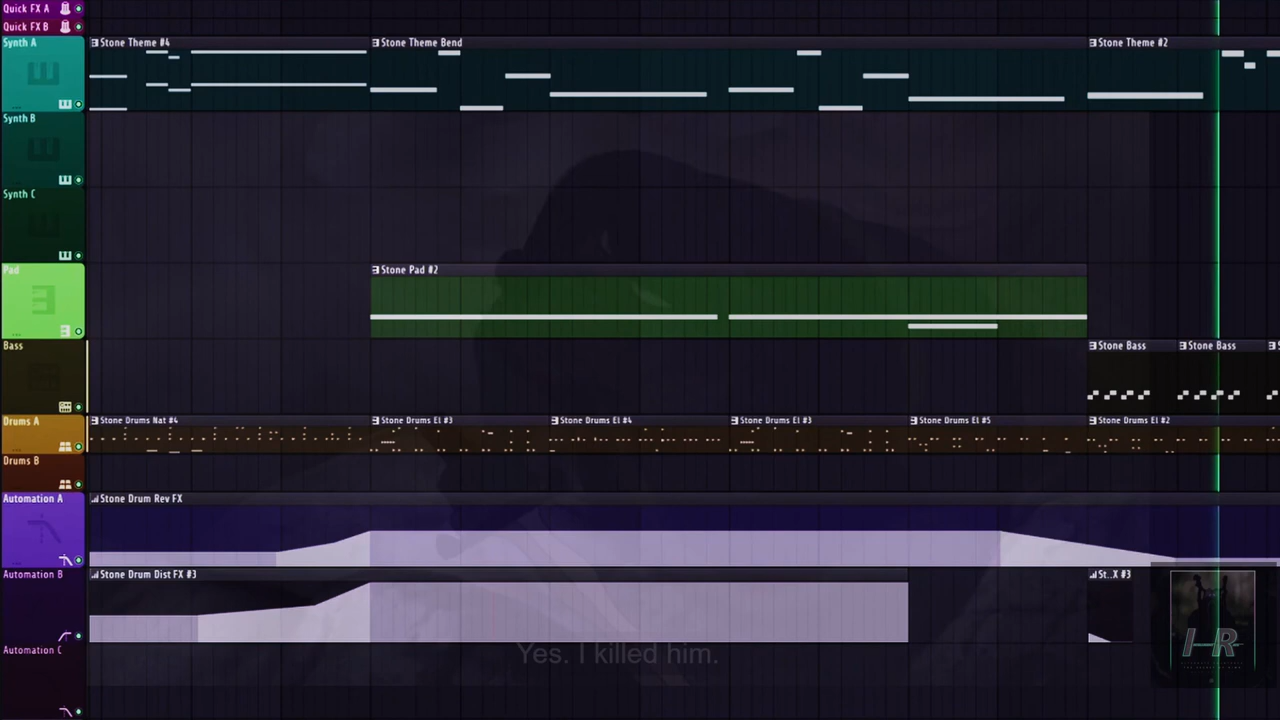 Quick FX A
Quick FX B
Synth A
Stone Theme #4
Stone Theme Bend
Stone Theme #2
Synth B
Synth C
Pad
Stone Pad #2
Bass
Stone Bass
Stone Bass
Drums A
Stone Drums Nat #4
Stone Drums El #3
Stone Drums El #4
Stone Drums El #3
Stone Drums El #5
Stone Drums El #2
Drums B
Automation A
Stone Drum Rev FX
Automation B
Stone Drum Dist FX #3
St..X #3
Automation C
Yes. I killed him.